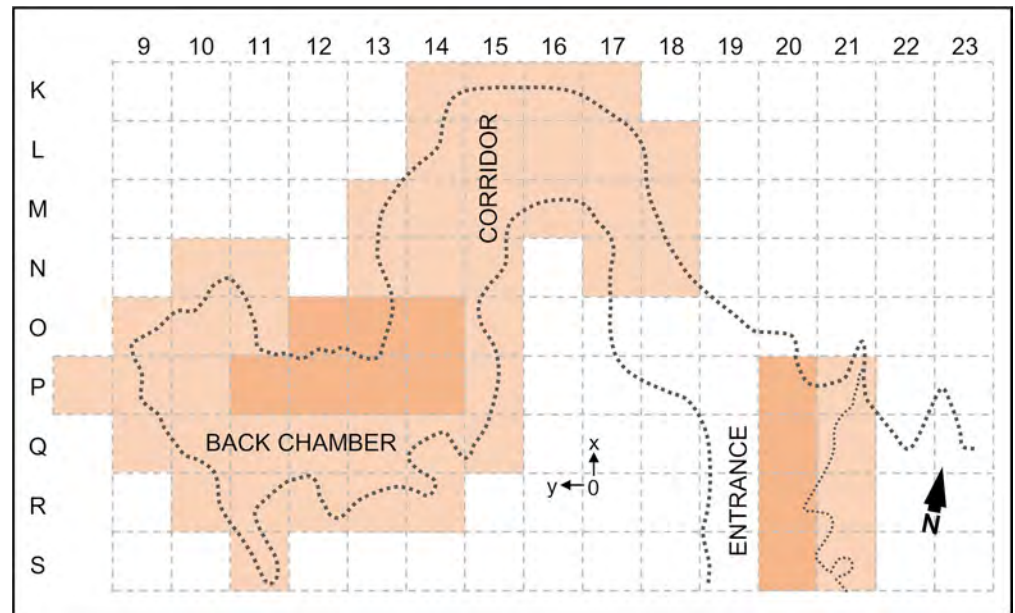 9 10 11 12 13 14 15 16 17 18 19 20 21 22 23
K
L
M
N
O
P
Q
R
S
CORRIDOR
BACK CHAMBER
ENTRANCE
x
y 0
N